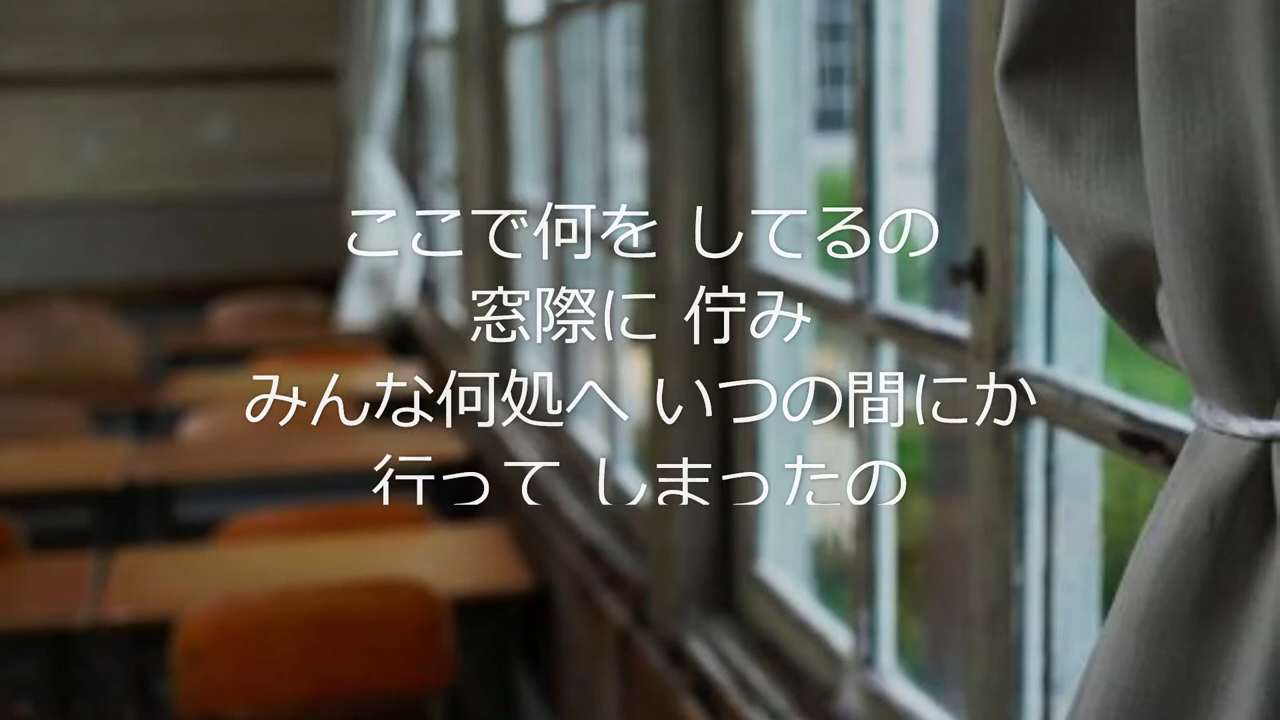 ここで何を してるの
窓際に 佇み
みんな何処へ いつの間にか
行って しまったの